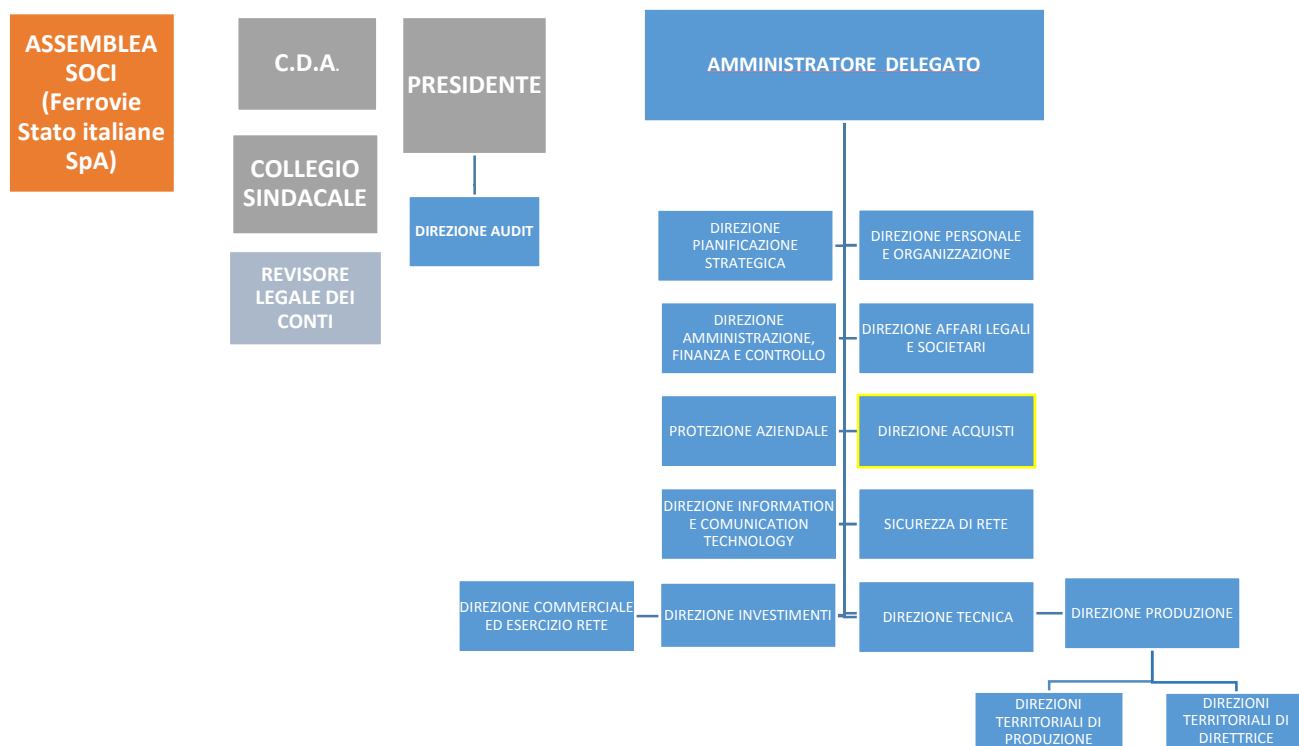 ASSEMBLEA
SOCI
(Ferrovie
Stato italiane
SpA)
C.D.A.
COLLEGIO
SINDACALE
REVISORE
LEGALE DEI
CONTI
PRESIDENTE
DIREZIONE AUDIT
AMMINISTRATORE DELEGATO
DIREZIONE
PIANIFICAZIONE
STRATEGICA
DIREZIONE PERSONALE
E ORGANIZZAZIONE
DIREZIONE
AMMINISTRAZIONE,
FINANZA E CONTROLLO
DIREZIONE AFFARI LEGALI
E SOCIETARI
PROTEZIONE AZIENDALE
DIREZIONE ACQUISTI
DIREZIONE INFORMATION
E COMUNICATION
TECHNOLOGY
SICUREZZA DI RETE
DIREZIONE COMMERCIALE
ED ESERCIZIO RETE
DIREZIONE INVESTIMENTI
DIREZIONE TECNICA
DIREZIONE PRODUZIONE
DIREZIONI
TERRITORIALI DI
PRODUZIONE
DIREZIONI
TERRITORIALI DI
DIRETTRICE